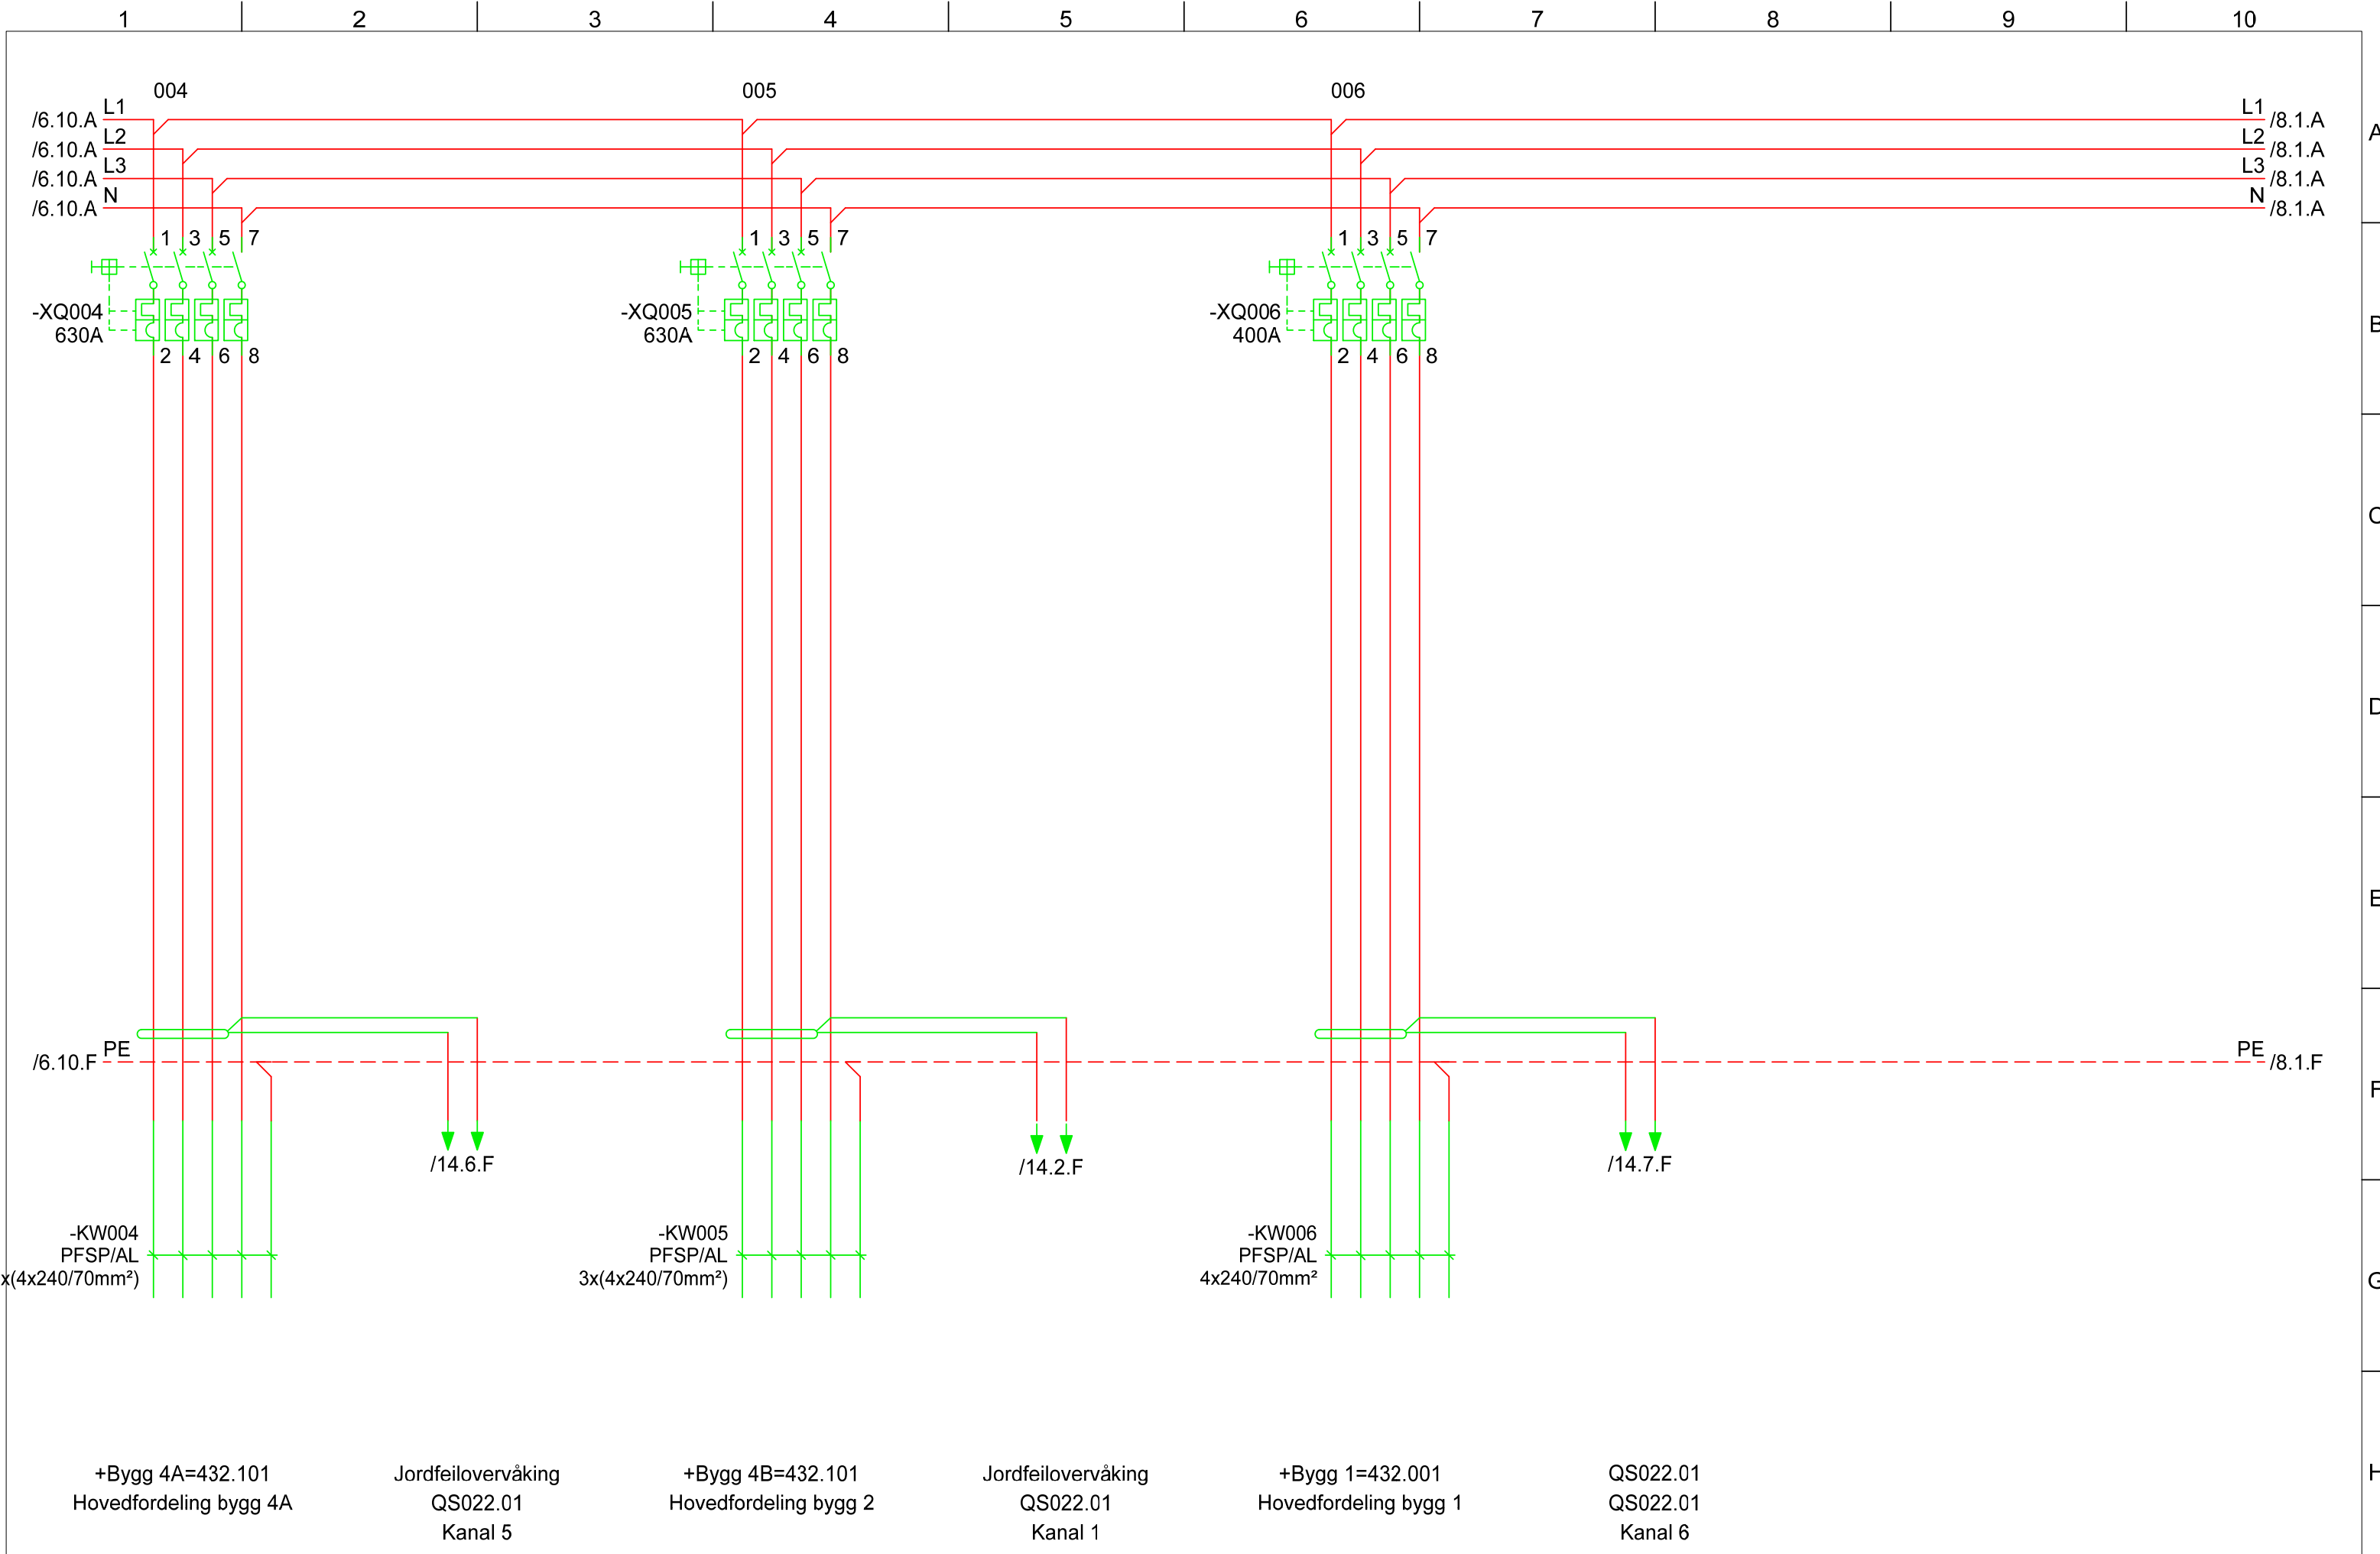 1 2 3 4 5 6 7 8 9 10
004 005 006
L1 L1
/6.10.A /8.1.A
L2 L2
/6.10.A /8.1.A
L3 L3
/6.10.A /8.1.A
N N
/6.10.A /8.1.A
A
1 3 5 7 1 3 5 7 1 3 5 7
-XQ004 -XQ005 -XQ006
630A 630A 400A
B
2 4 6 8 2 4 6 8 2 4 6 8
C
D
E
PE PE
/6.10.F /8.1.F
F
/14.6.F /14.2.F /14.7.F
-KW004 -KW005 -KW006
PFSP/AL PFSP/AL PFSP/AL
x(4x240/70mm²) 3x(4x240/70mm²) 4x240/70mm²
G
+Bygg 4A=432.101 Jordfeilovervåking +Bygg 4B=432.101 Jordfeilovervåking +Bygg 1=432.001 QS022.01
H
Hovedfordeling bygg 4A QS022.01 Hovedfordeling bygg 2 QS022.01 Hovedfordeling bygg 1 QS022.01
Kanal 5 Kanal 1 Kanal 6